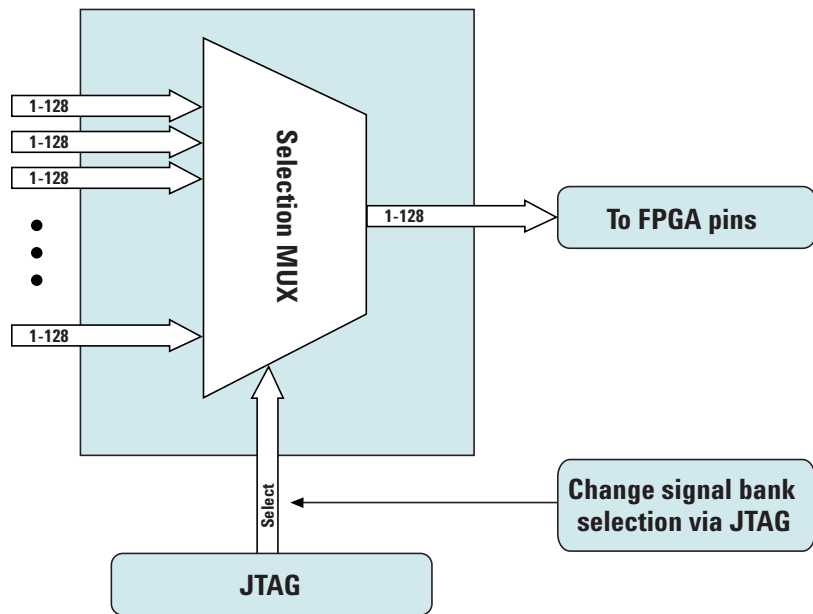 1-128
1-128
1-128
1-128
Selection MUX
1-128
To FPGA pins
Select
Change signal bank
selection via JTAG
JTAG